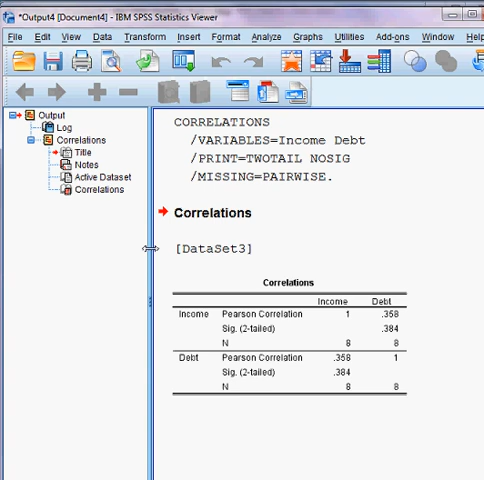 *Output4 [Document4] - IBM SPSS Statistics Viewer
File Edit View Data Transform Insert Format Analyze Graphs Utilities Add-ons Window Help
Output
Log
Correlations
Title
Notes
Active Dataset
Correlations
CORRELATIONS
/VARIABLES=Income Debt
/PRINT=TWOTAIL NOSIG
/MISSING=PAIRWISE.
Correlations
[DataSet3]
Correlations
Income Debt
Income Pearson Correlation 1 .358
Sig. (2-tailed) .384
N 8 8
Debt Pearson Correlation .358 1
Sig. (2-tailed) .384
N 8 8